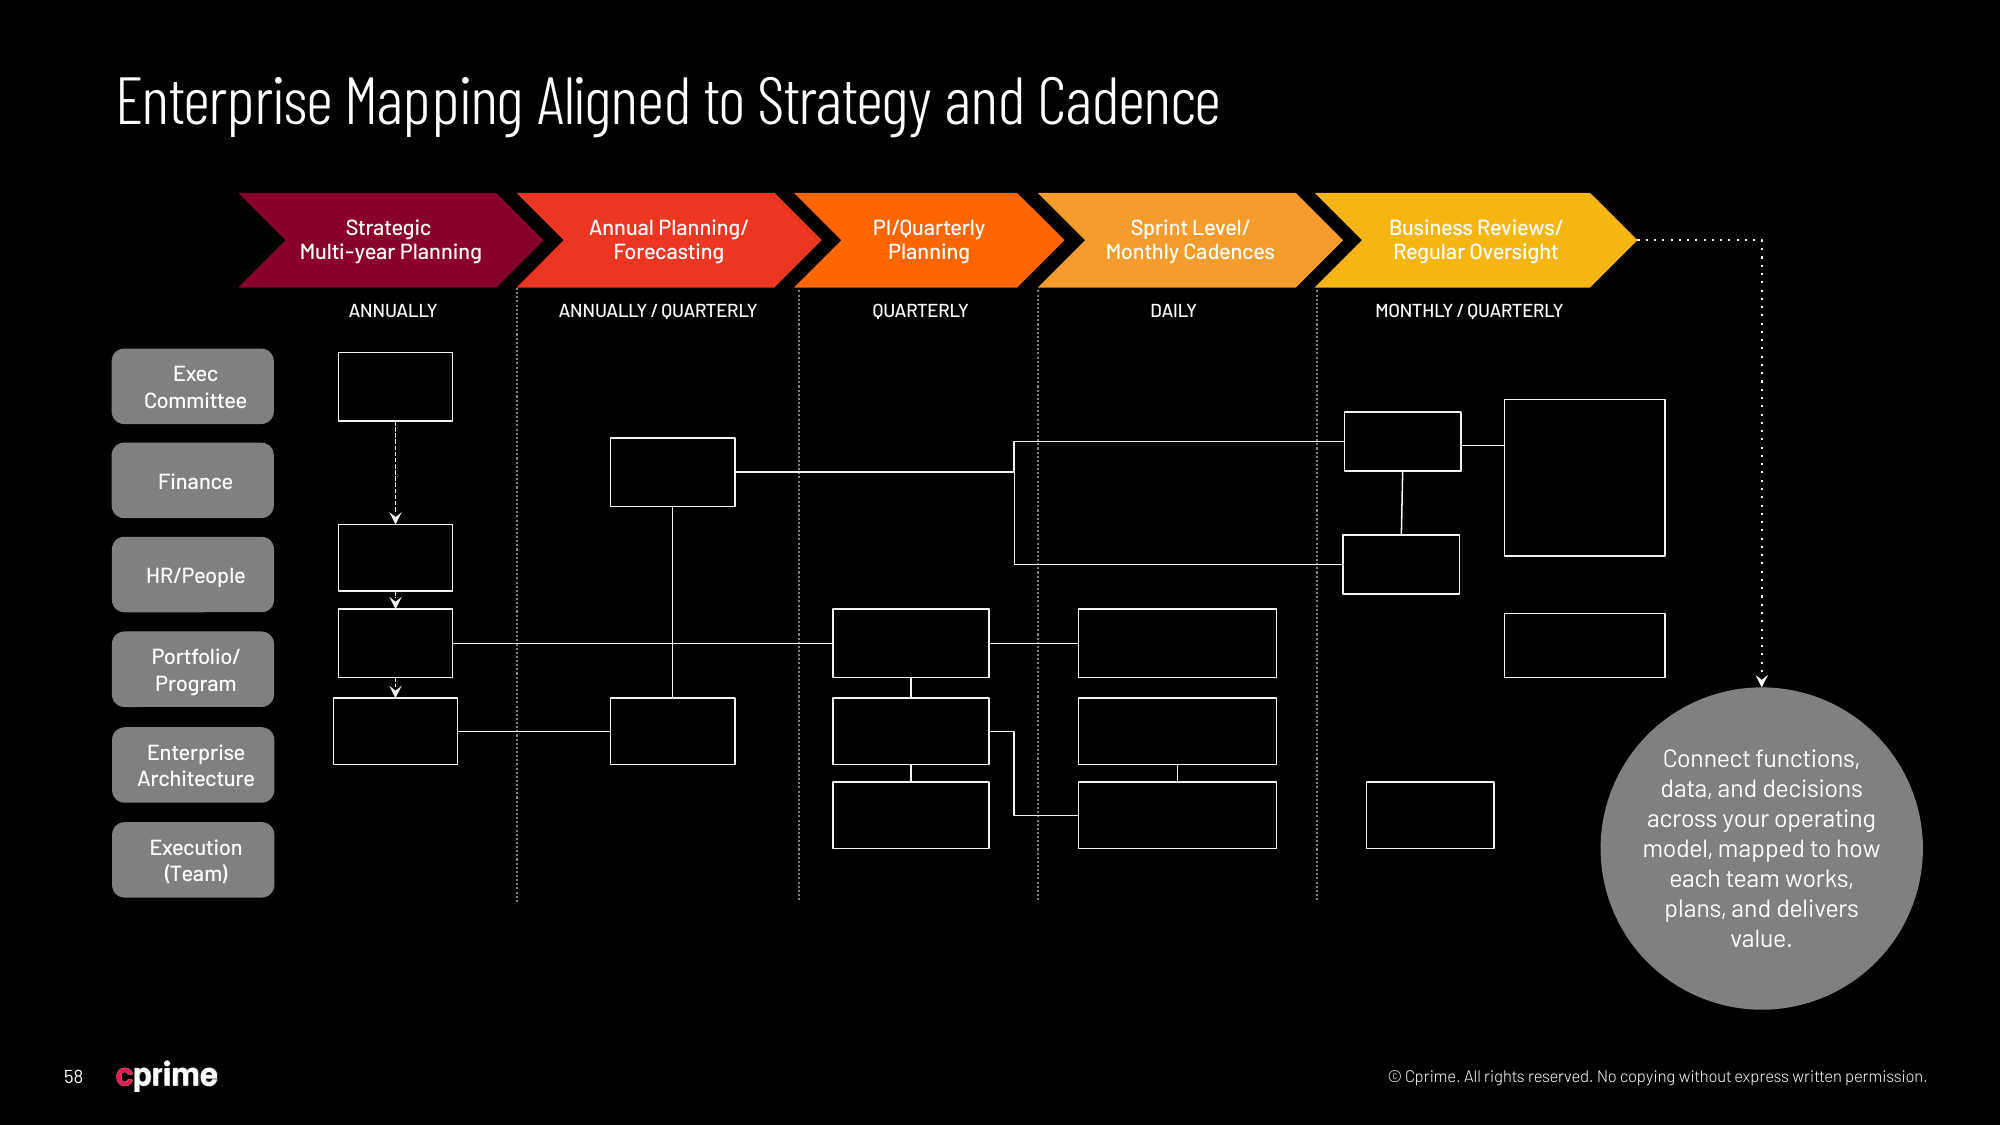 Enterprise Mapping Aligned to Strategy and Cadence
Strategic
Multi-year Planning
Annual Planning/
Forecasting
PI/Quarterly
Planning
Sprint Level/
Monthly Cadences
Business Reviews/
Regular Oversight
ANNUALLY
ANNUALLY / QUARTERLY
QUARTERLY
DAILY
MONTHLY / QUARTERLY
Exec
Committee
Finance
HR/People
Portfolio/
Program
Enterprise
Architecture
Execution
(Team)
Connect functions,
data, and decisions
across your operating
model, mapped to how
each team works,
plans, and delivers
value.
58
cprime
© Cprime. All rights reserved. No copying without express written permission.